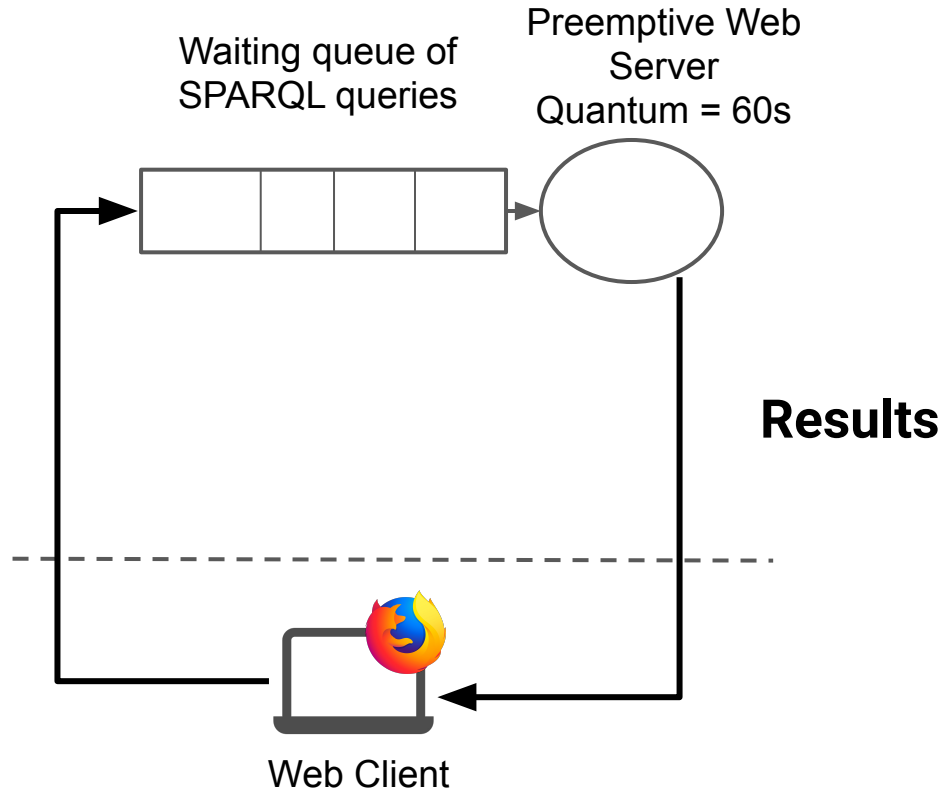 Waiting queue of
SPARQL queries
Preemptive Web
Server
Quantum = 60s
Results
Web Client